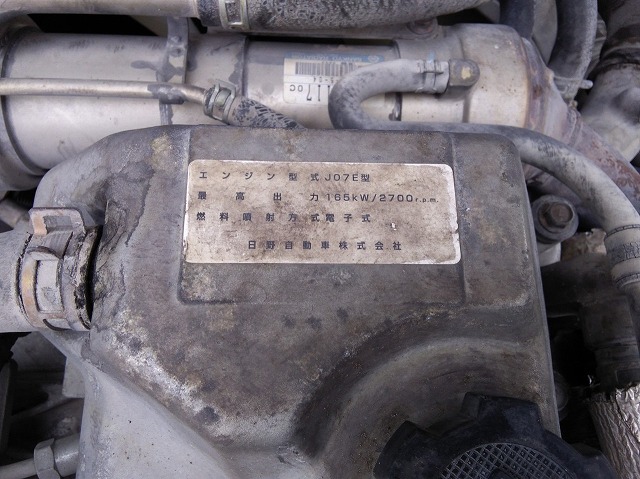 1170C
エンジン型式J07E型
最高出力165kW/2700r.p.m.
燃料噴射方式電子式
日野自動車株式会社